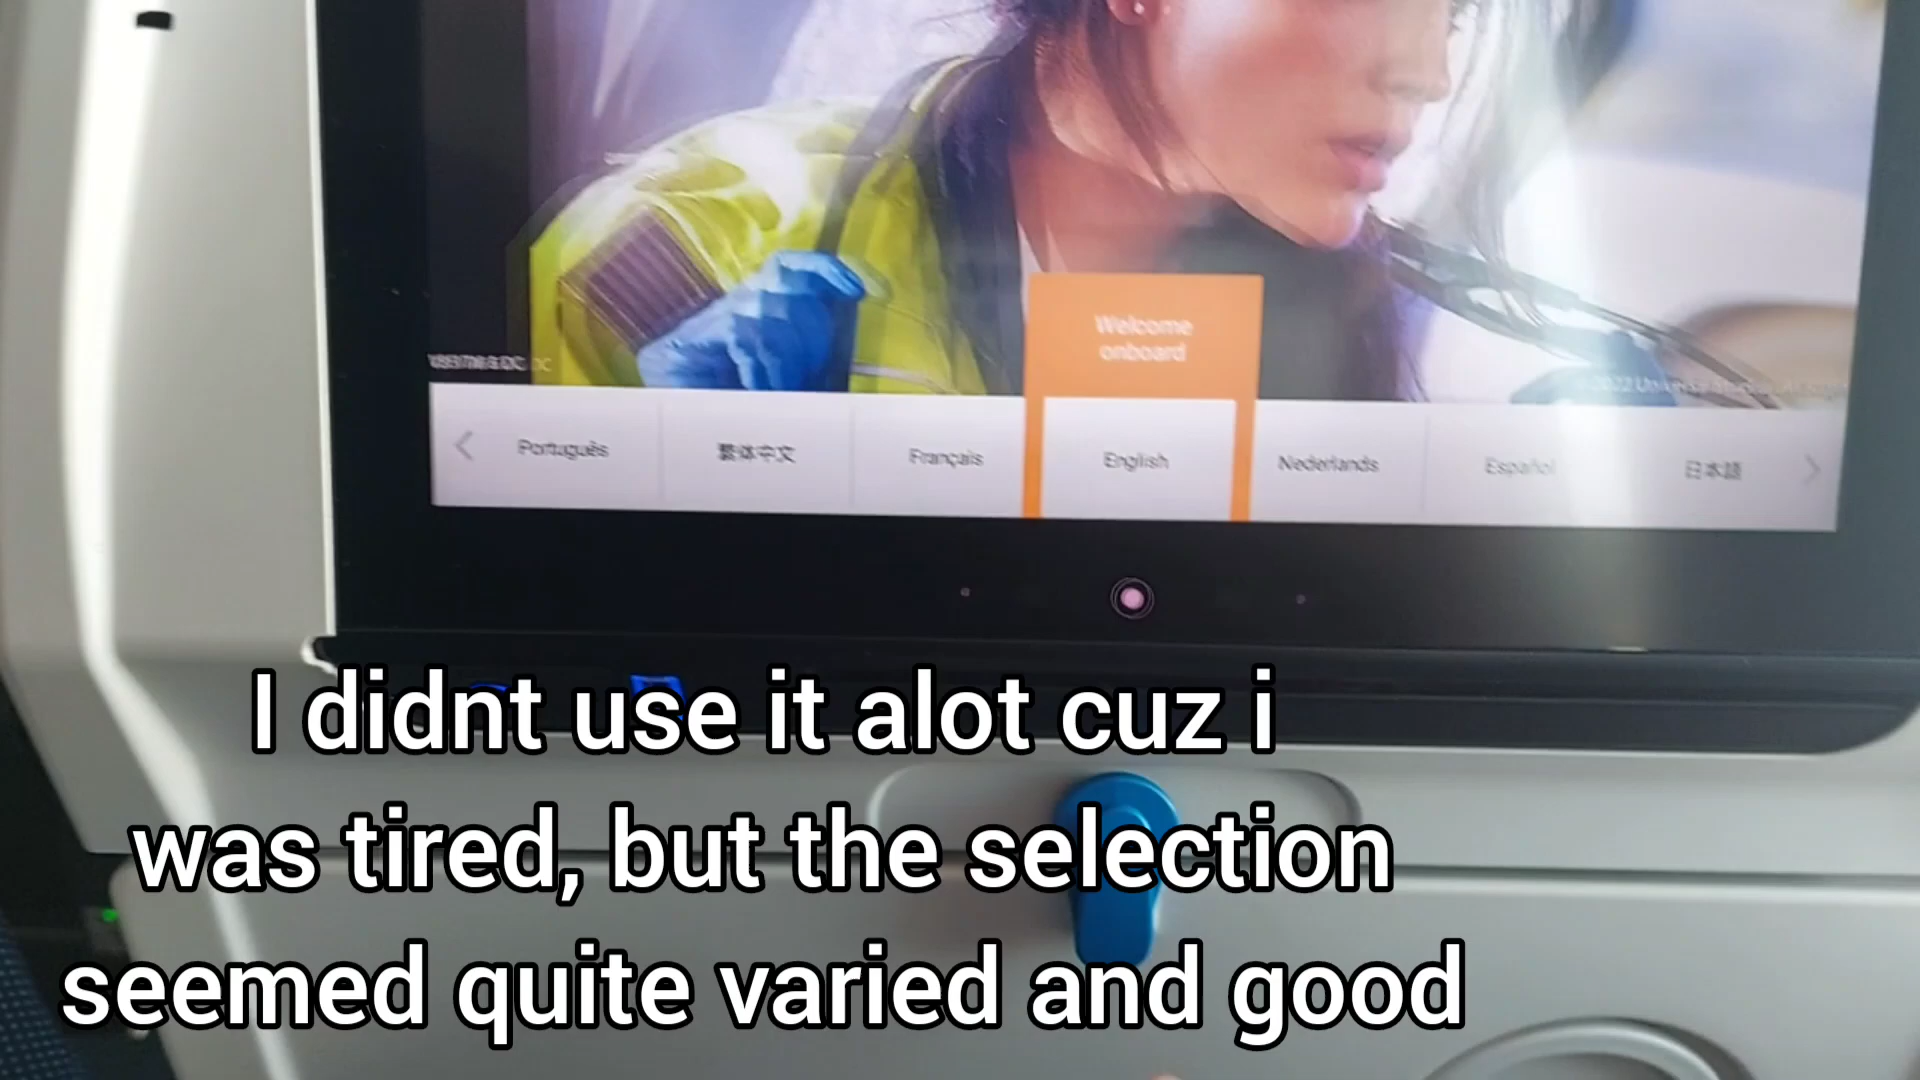 Welcome
onboard
Português
繁体中文
Français
English
Nederlands
Español
日本語
I didnt use it alot cuz i
was tired, but the selection
seemed quite varied and good